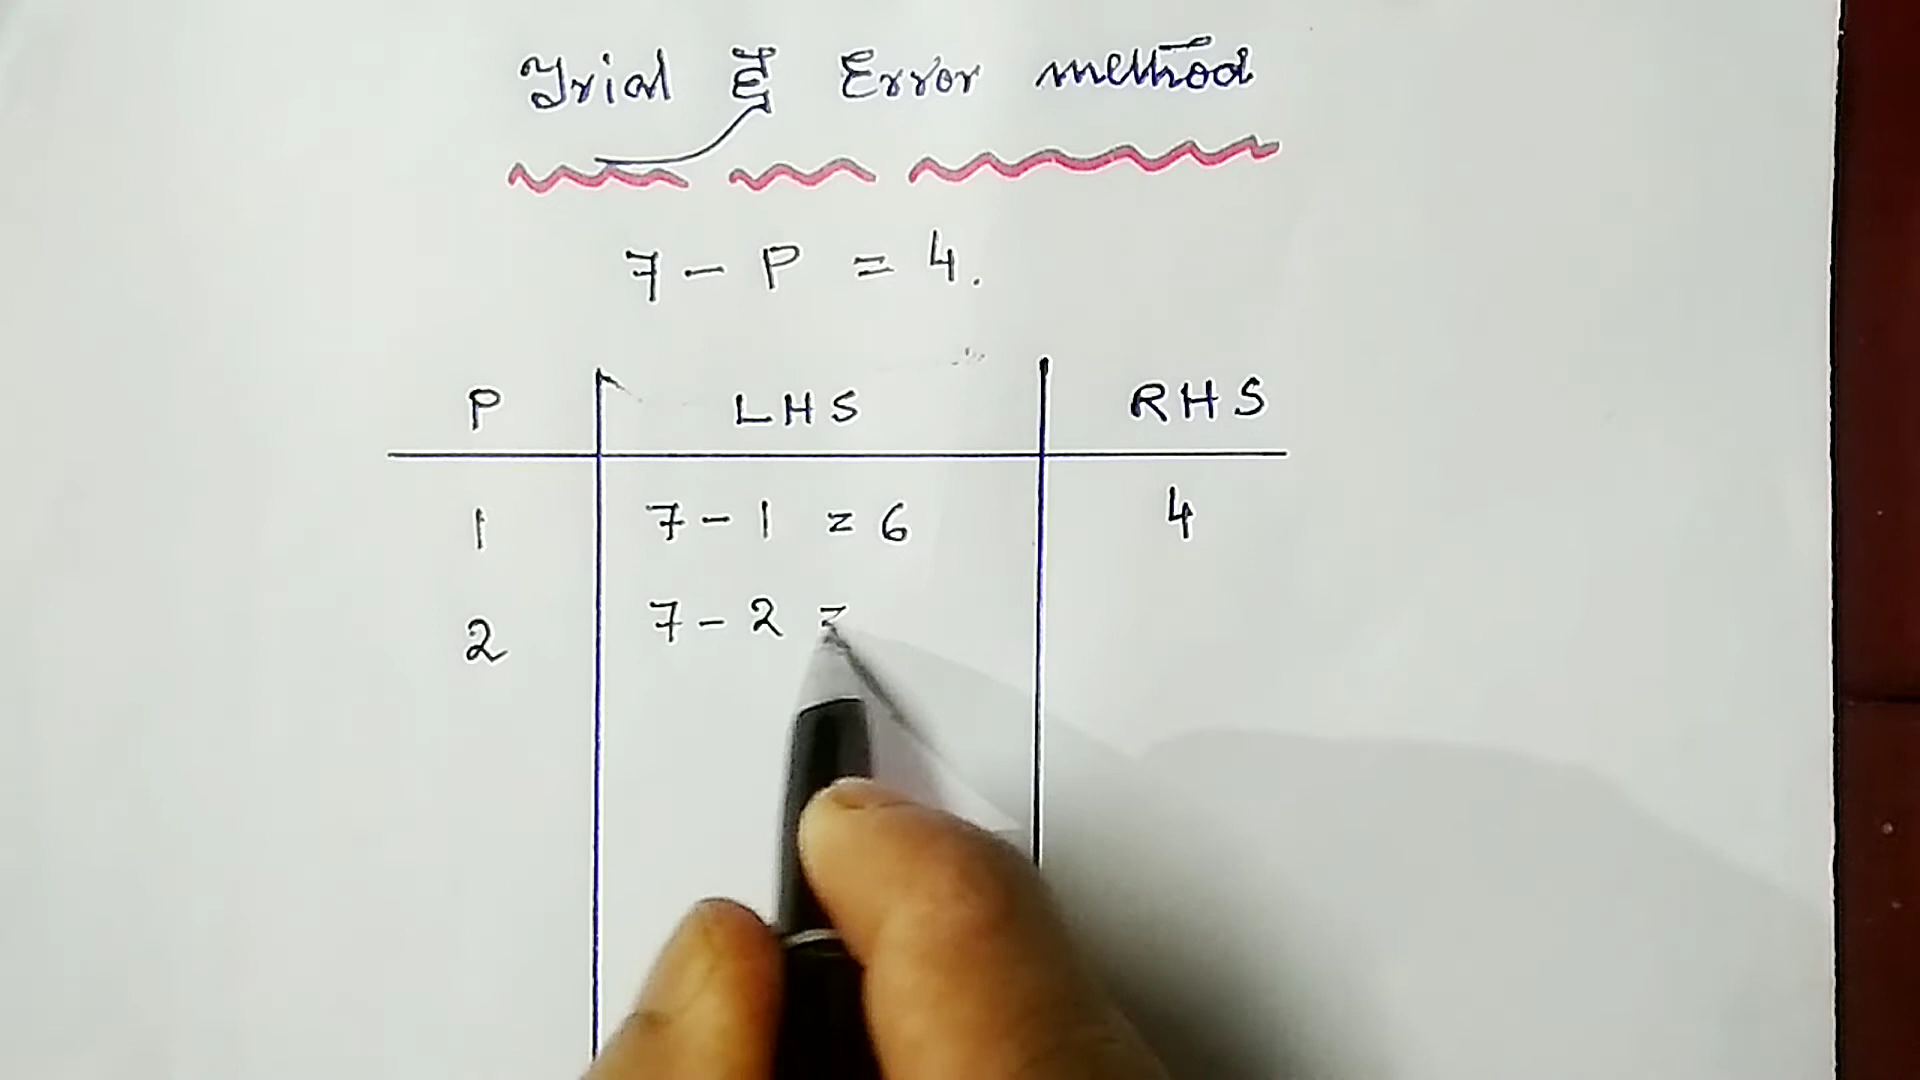 Trial & Error method
7 - P = 4.
P LHS RHS
1 7 - 1 = 6 4
2 7 - 2 =